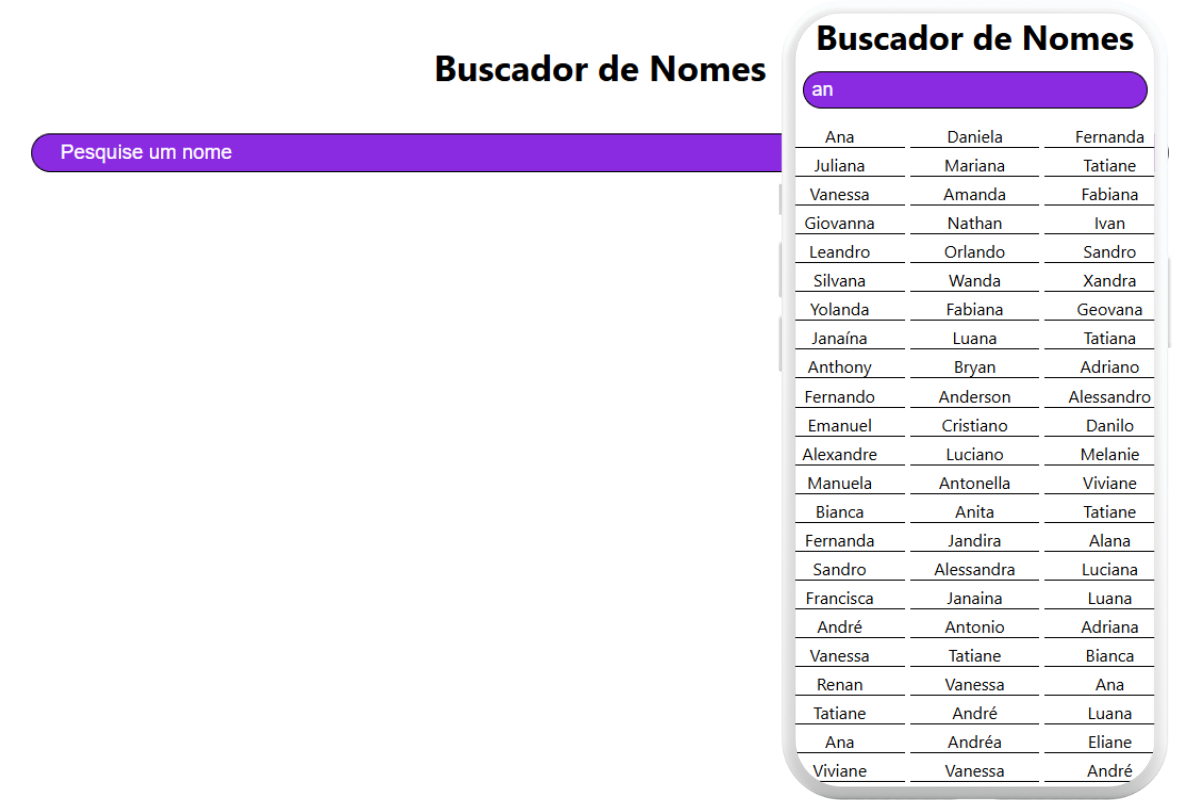 Buscador de Nomes
Pesquise um nome
Buscador de Nomes
an
Ana Daniela Fernanda
Juliana Mariana Tatiane
Vanessa Amanda Fabiana
Giovanna Nathan Ivan
Leandro Orlando Sandro
Silvana Wanda Xandra
Yolanda Fabiana Geovana
Janaína Luana Tatiana
Anthony Bryan Adriano
Fernando Anderson Alessandro
Emanuel Cristiano Danilo
Alexandre Luciano Melanie
Manuela Antonella Viviane
Bianca Anita Tatiane
Fernanda Jandira Alana
Sandro Alessandra Luciana
Francisca Janaina Luana
André Antonio Adriana
Vanessa Tatiane Bianca
Renan Vanessa Ana
Tatiane André Luana
Ana Andréa Eliane
Viviane Vanessa André